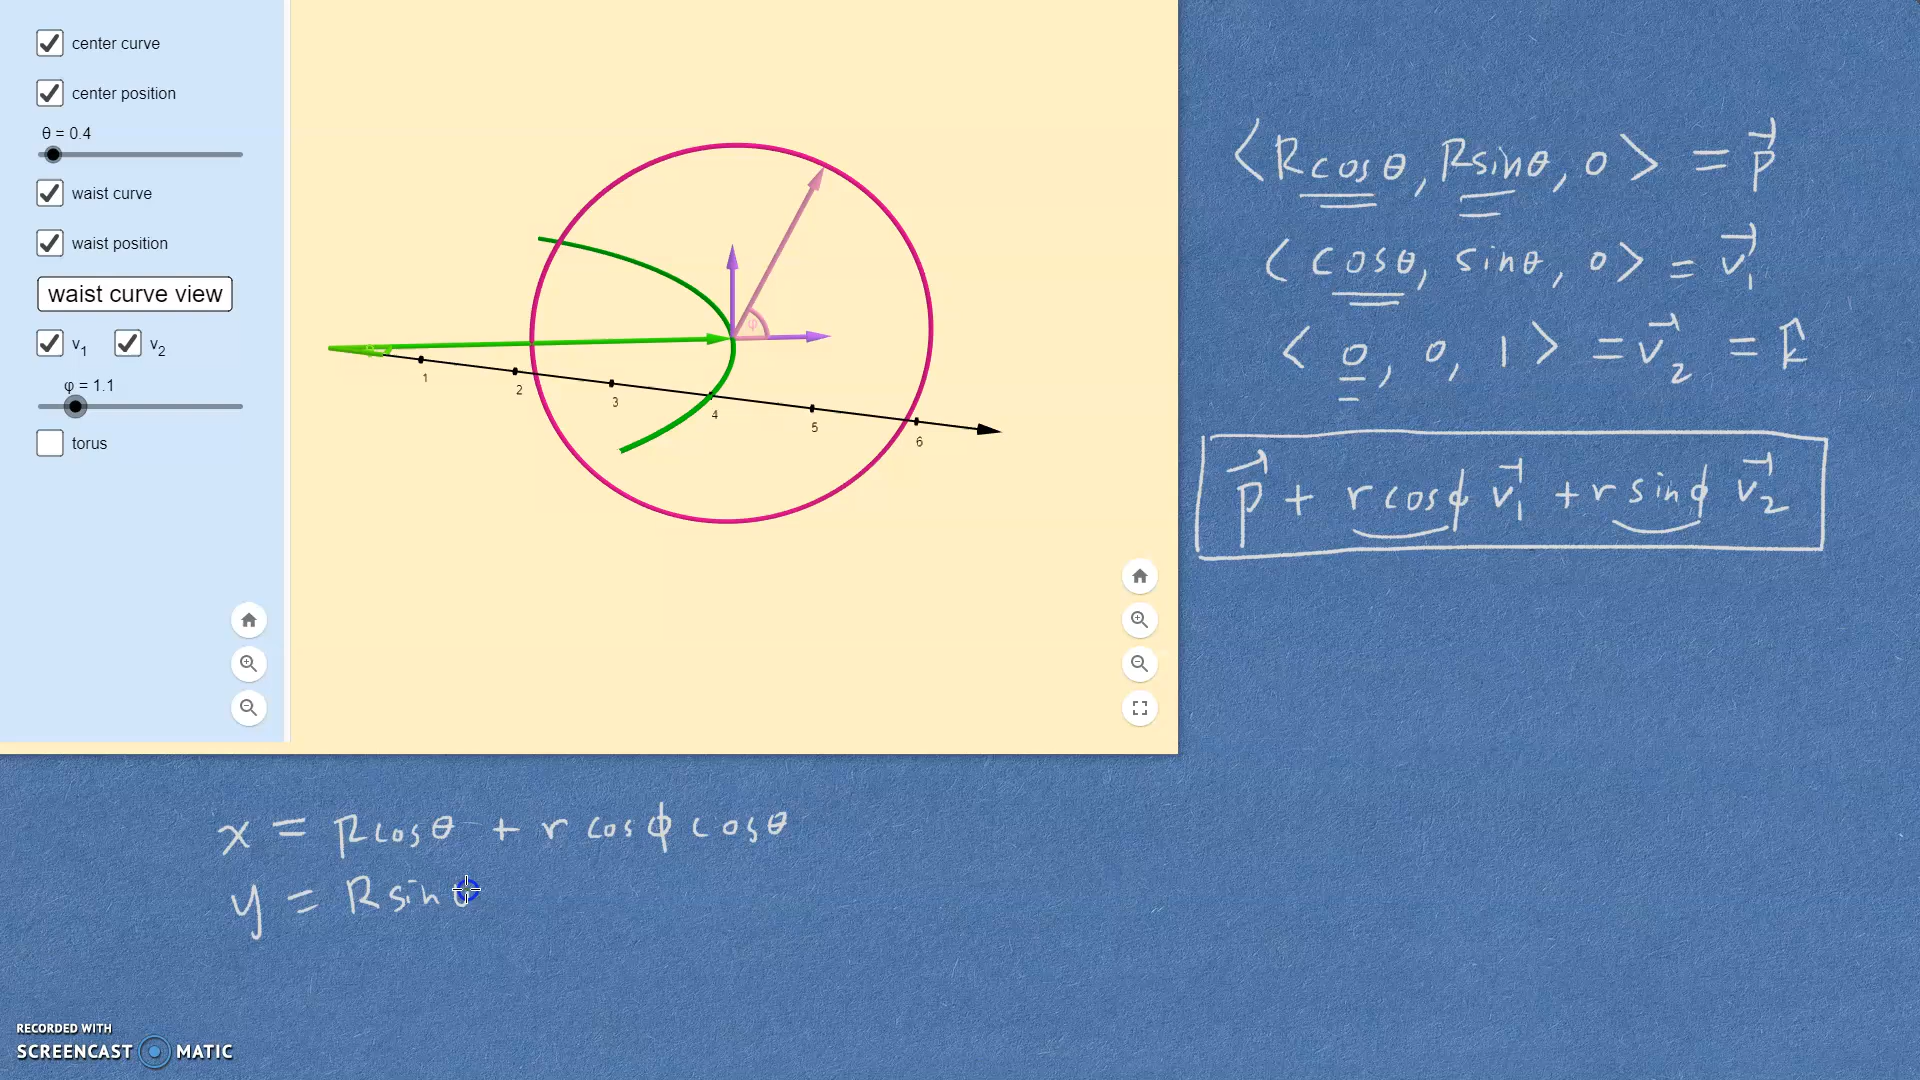 center curve
center position
θ = 0.4
waist curve
waist position
waist curve view
v₁ v₂
φ = 1.1
torus
φ
1 2 3 4 5 6
⟨Rcosθ, Rsinθ, 0⟩ = p⃗
⟨cosθ, sinθ, 0⟩ = v⃗₁
⟨0, 0, 1⟩ = v⃗₂ = k̂
p⃗ + r cosϕ v⃗₁ + r sinϕ v⃗₂
x = Rcosθ + r cosϕ cosθ
y = R sin
RECORDED WITH
SCREENCAST MATIC